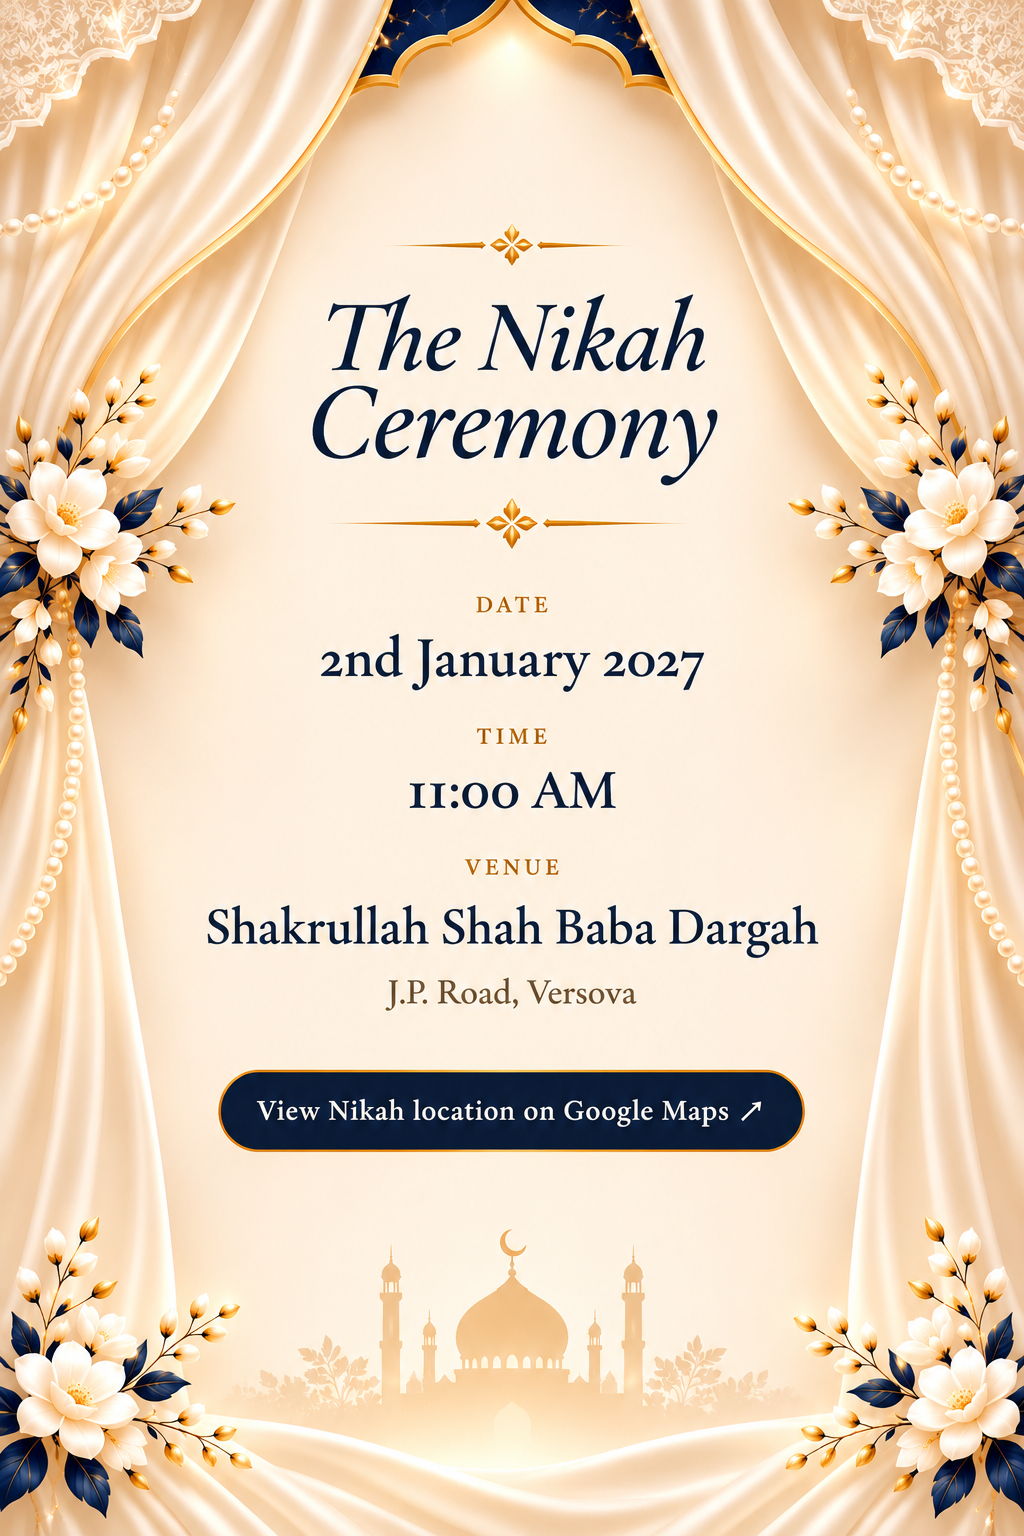 The Nikah
Ceremony
DATE
2nd January 2027
TIME
11:00 AM
VENUE
Shakrullah Shah Baba Dargah
J.P. Road, Versova
View Nikah location on Google Maps ↗